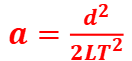 a = d²/2LT²